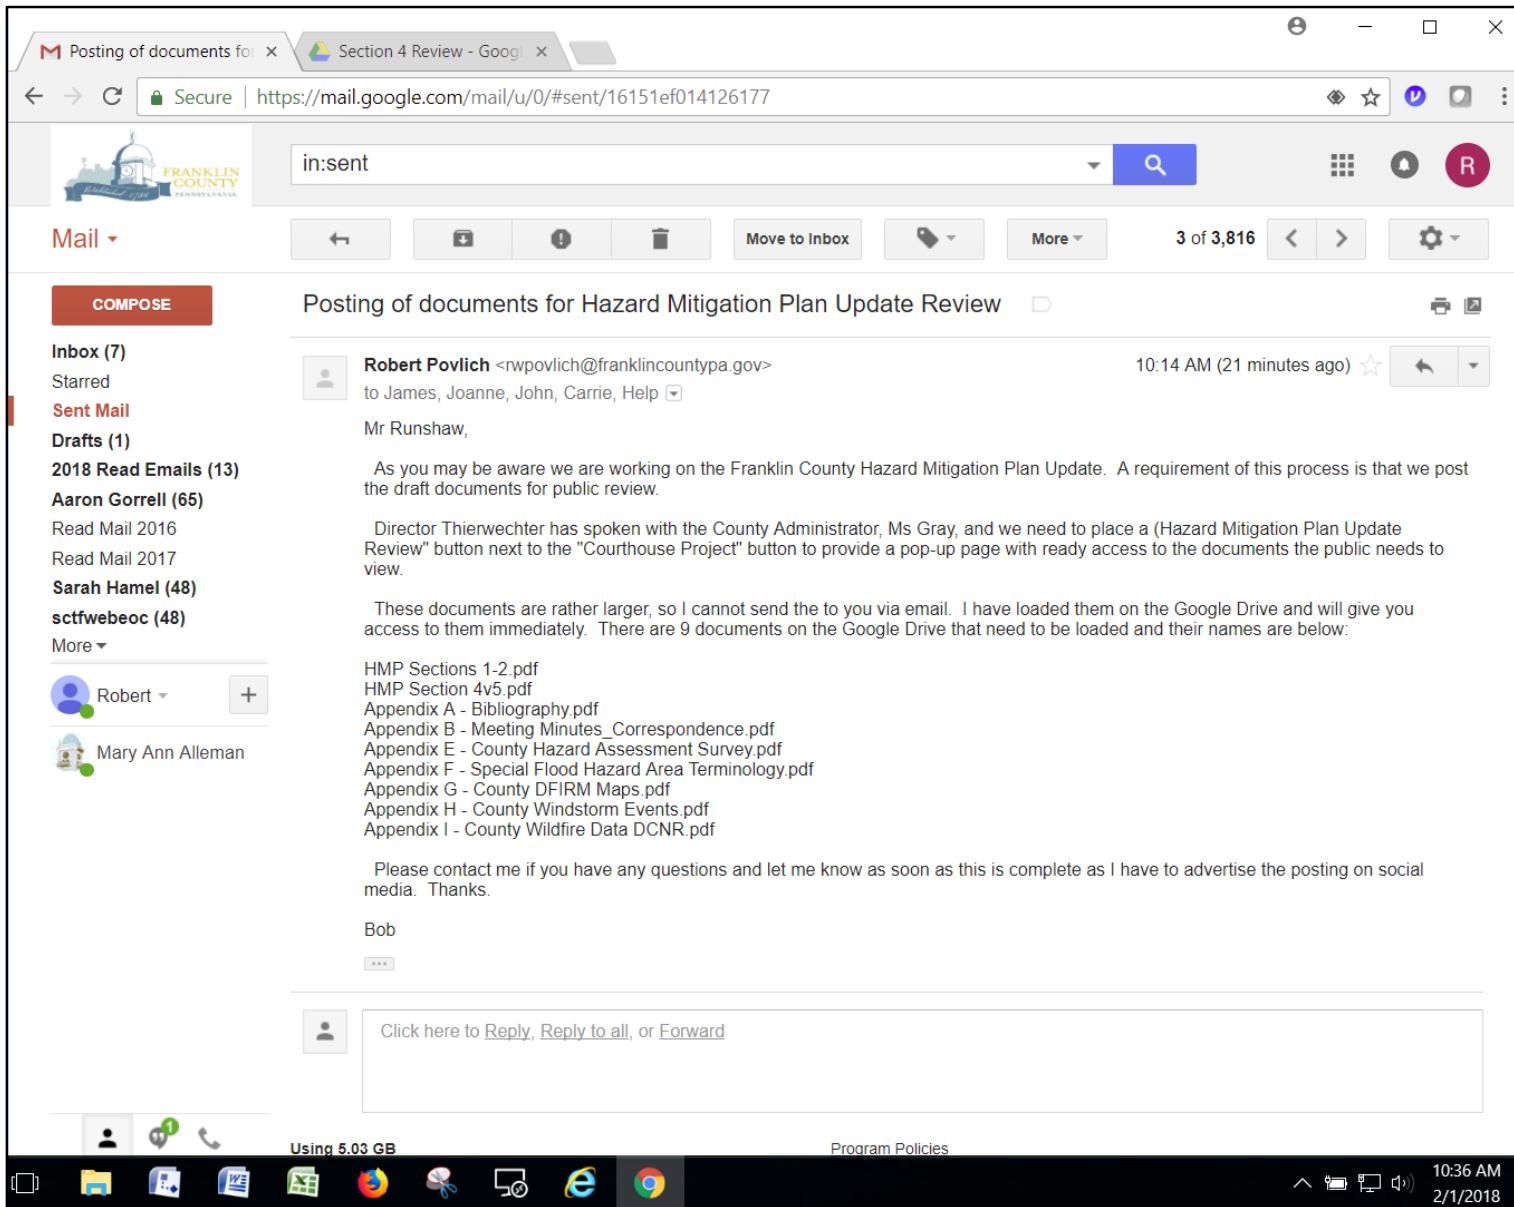 Posting of documents for
Section 4 Review - Googl
Secure | https://mail.google.com/mail/u/0/#sent/16151ef014126177
FRANKLIN
COUNTY
PENNSYLVANIA
in:sent
R
Mail
Move to Inbox
More
3 of 3,816
COMPOSE
Posting of documents for Hazard Mitigation Plan Update Review
Inbox (7)
Starred
Sent Mail
Drafts (1)
2018 Read Emails (13)
Aaron Gorrell (65)
Read Mail 2016
Read Mail 2017
Sarah Hamel (48)
sctfwebeoc (48)
More
Robert
Mary Ann Alleman
Robert Povlich <rwpovlich@franklincountypa.gov>
10:14 AM (21 minutes ago)
to James, Joanne, John, Carrie, Help
Mr Runshaw,
As you may be aware we are working on the Franklin County Hazard Mitigation Plan Update.  A requirement of this process is that we post
the draft documents for public review.
Director Thierwechter has spoken with the County Administrator, Ms Gray, and we need to place a (Hazard Mitigation Plan Update
Review" button next to the "Courthouse Project" button to provide a pop-up page with ready access to the documents the public needs to
view.
These documents are rather larger, so I cannot send the to you via email.  I have loaded them on the Google Drive and will give you
access to them immediately.  There are 9 documents on the Google Drive that need to be loaded and their names are below:
HMP Sections 1-2.pdf
HMP Section 4v5.pdf
Appendix A - Bibliography.pdf
Appendix B - Meeting Minutes_Correspondence.pdf
Appendix E - County Hazard Assessment Survey.pdf
Appendix F - Special Flood Hazard Area Terminology.pdf
Appendix G - County DFIRM Maps.pdf
Appendix H - County Windstorm Events.pdf
Appendix I - County Wildfire Data DCNR.pdf
Please contact me if you have any questions and let me know as soon as this is complete as I have to advertise the posting on social
media.  Thanks.
Bob
Click here to Reply, Reply to all, or Forward
1
Using 5.03 GB
Program Policies
10:36 AM
2/1/2018